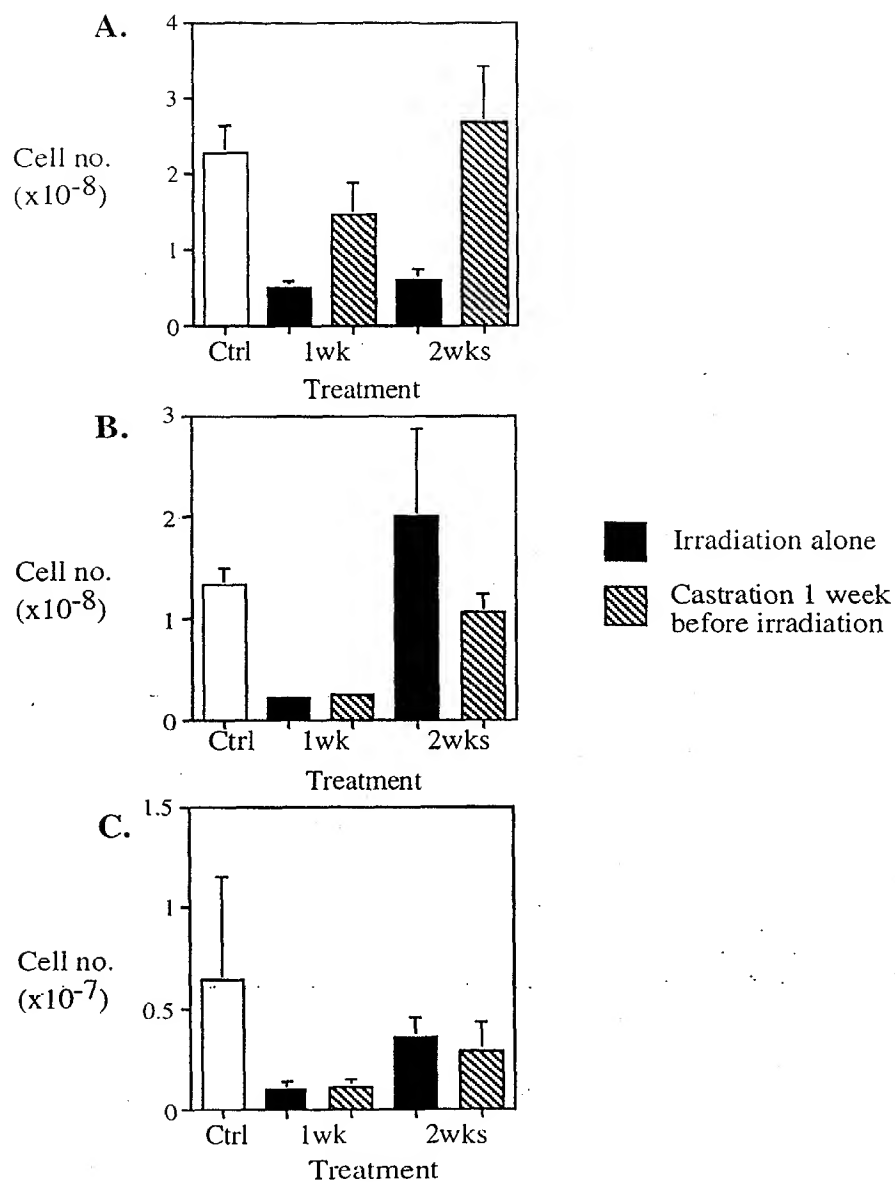 A.
4
3
2
1
0
Cell no.
(x10-8)
Ctrl 1wk 2wks
Treatment
B.
3
2
1
0
Cell no.
(x10-8)
Ctrl 1wk 2wks
Treatment
Irradiation alone
Castration 1 week
before irradiation
C.
1.5
1
0.5
0
Cell no.
(x10-7)
Ctrl 1wk 2wks
Treatment